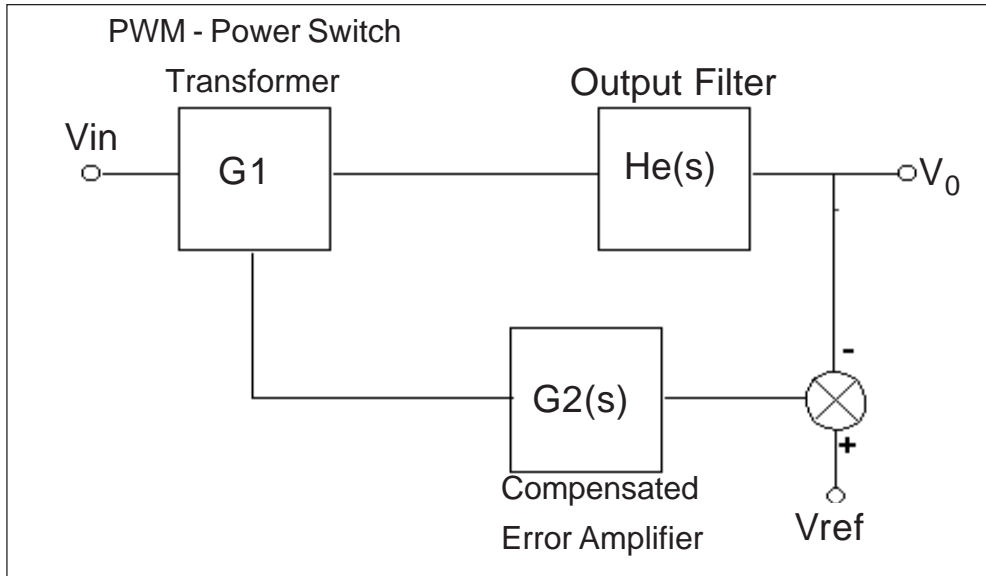 PWM - Power Switch
Transformer
Output Filter
Vin
G1
He(s)
V0
-
G2(s)
+
Compensated
Error Amplifier
Vref